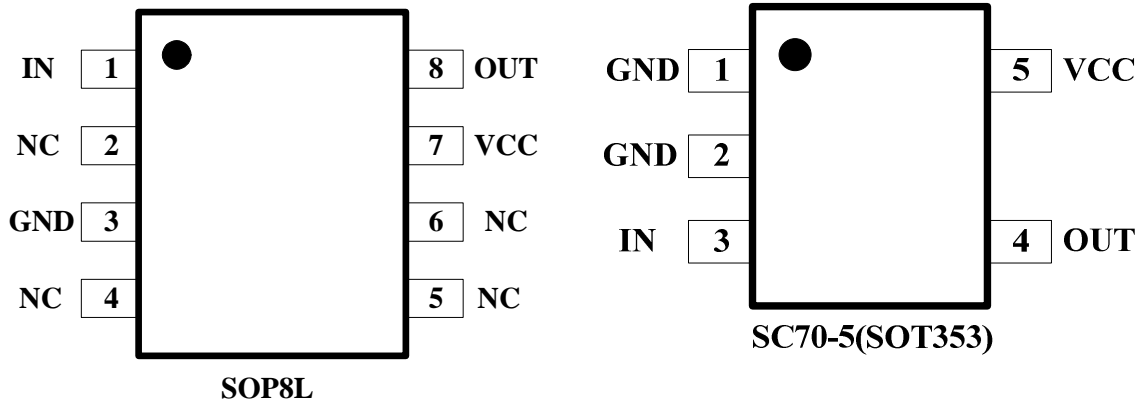 IN 1 8 OUT
NC 2 7 VCC
GND 3 6 NC
NC 4 5 NC
SOP8L
GND 1 5 VCC
GND 2
IN 3 4 OUT
SC70-5(SOT353)